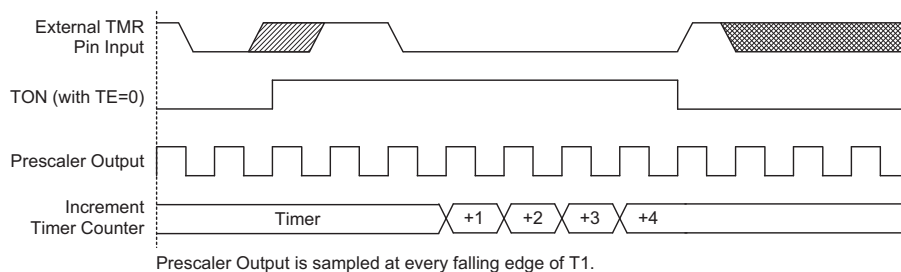 External TMR
Pin Input
TON (with TE=0)
Prescaler Output
Increment
Timer Counter
Timer
+1
+2
+3
+4
Prescaler Output is sampled at every falling edge of T1.